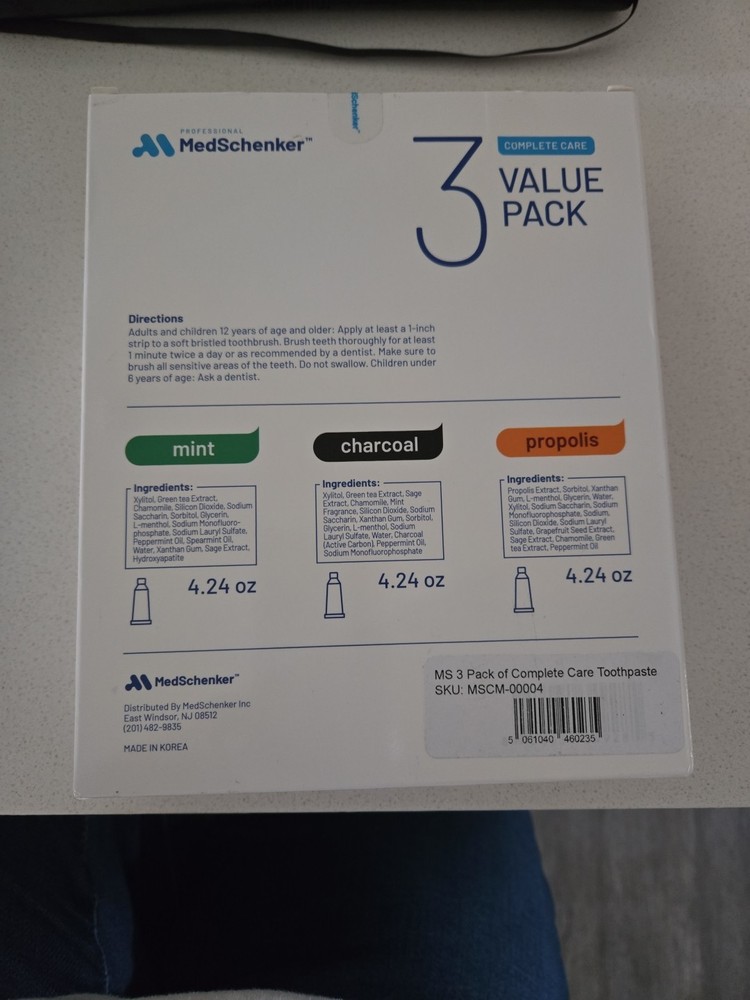 PROFESSIONAL
MedSchenker™
3
COMPLETE CARE
VALUE
PACK
Directions
Adults and children 12 years of age and older: Apply at least a 1-inch
strip to a soft bristled toothbrush. Brush teeth thoroughly for at least
1 minute twice a day or as recommended by a dentist. Make sure to
brush all sensitive areas of the teeth. Do not swallow. Children under
6 years of age: Ask a dentist.
mint
Ingredients:
Xylitol, Green tea Extract,
Chamomile, Silicon Dioxide, Sodium
Saccharin, Sorbitol, Glycerin,
L-menthol, Sodium Monofluoro-
phosphate, Sodium Lauryl Sulfate,
Peppermint Oil, Spearmint Oil,
Water, Xanthan Gum, Sage Extract,
Hydroxyapatite
4.24 oz
charcoal
Ingredients:
Xylitol, Green tea Extract, Sage
Extract, Chamomile, Mint
Fragrance, Silicon Dioxide, Sodium
Saccharin, Xanthan Gum, Sorbitol,
Glycerin, L-menthol, Sodium
Lauryl Sulfate, Water, Charcoal
(Active Carbon), Peppermint Oil,
Sodium Monofluorophosphate
4.24 oz
propolis
Ingredients:
Propolis Extract, Sorbitol, Xanthan
Gum, L-menthol, Glycerin, Water,
Xylitol, Sodium Saccharin, Sodium
Monofluorophosphate, Sodium,
Silicon Dioxide, Sodium Lauryl
Sulfate, Grapefruit Seed Extract,
Sage Extract, Chamomile, Green
tea Extract, Peppermint Oil
4.24 oz
MedSchenker™
Distributed By MedSchenker Inc
East Windsor, NJ 08512
(201) 482-9835
MADE IN KOREA
MS 3 Pack of Complete Care Toothpaste
SKU: MSCM-00004
5 061040 460235